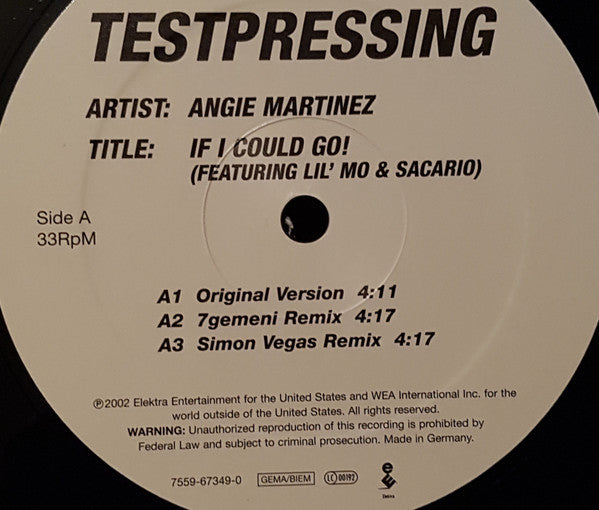 TESTPRESSING
ARTIST: ANGIE MARTINEZ
TITLE: IF I COULD GO!
(FEATURING LIL' MO & SACARIO)
Side A
33RpM
A1 Original Version 4:11
A2 7gemeni Remix 4:17
A3 Simon Vegas Remix 4:17
℗2002 Elektra Entertainment for the United States and WEA International Inc. for the
world outside of the United States. All rights reserved.
WARNING: Unauthorized reproduction of this recording is prohibited by
Federal Law and subject to criminal prosecution. Made in Germany.
7559-67349-0 GEMA/BIEM LC 00192
Elektra